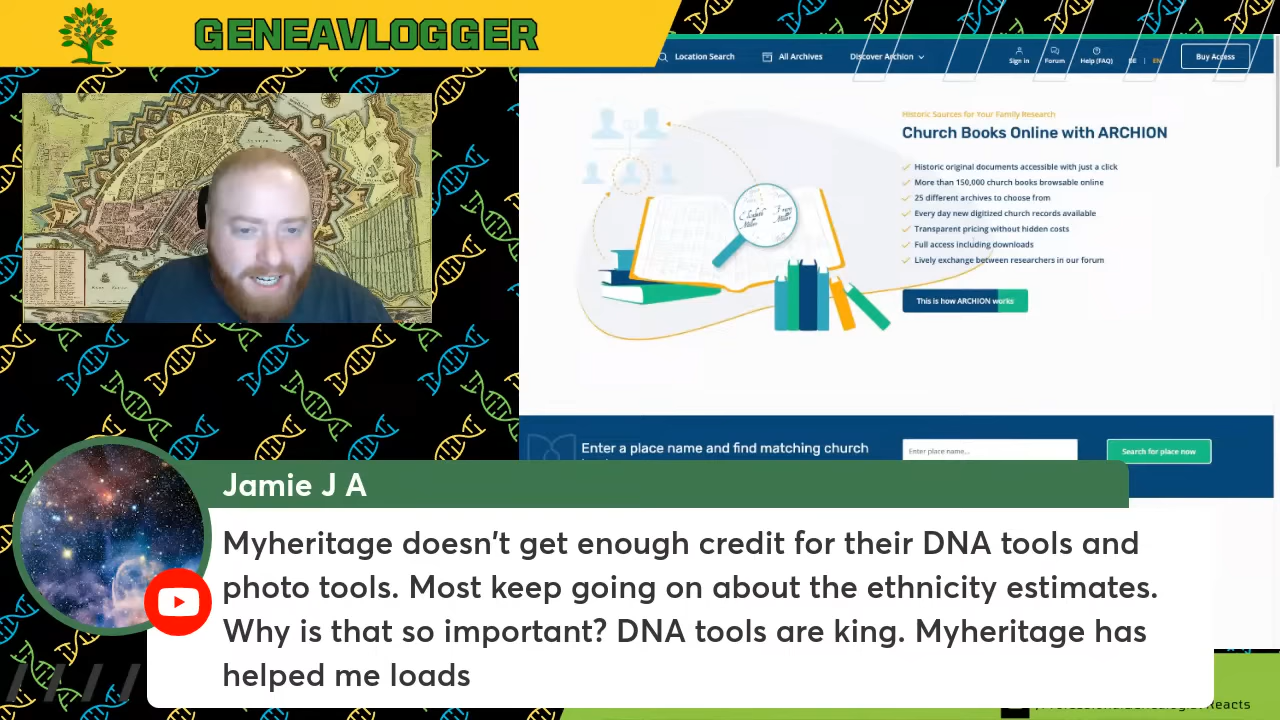 GENEAVLOGGER
Location Search
All Archives
Discover Archion
Sign in
Forum
Help (FAQ)
DE | EN
Buy Access
Historic Sources for Your Family Research
Church Books Online with ARCHION
Historic original documents accessible with just a click
More than 150,000 church books browsable online
25 different archives to choose from
Every day new digitized church records available
Transparent pricing without hidden costs
Full access including downloads
Lively exchange between researchers in our forum
This is how ARCHION works
Enter a place name and find matching church
Enter place name...
Search for place now
Jamie J A
Myheritage doesn't get enough credit for their DNA tools and
photo tools. Most keep going on about the ethnicity estimates.
Why is that so important? DNA tools are king. Myheritage has
helped me loads